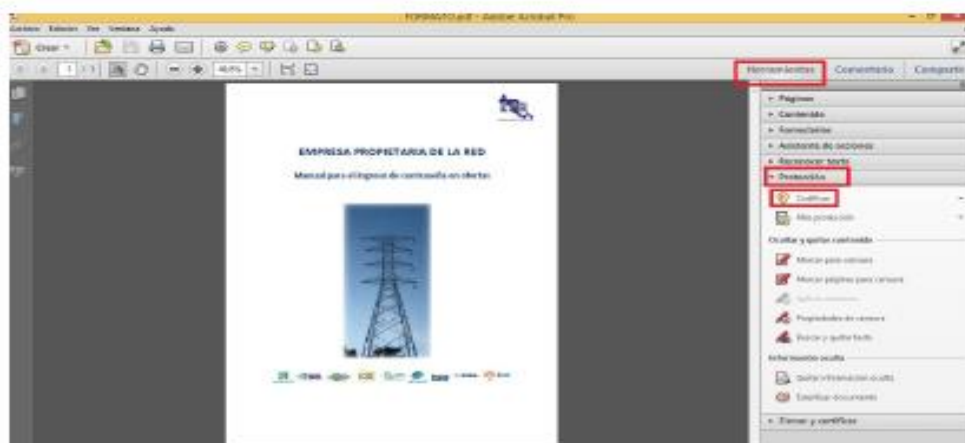 FORMATO.pdf - Adobe Acrobat Pro
Archivo Edición Ver Ventana Ayuda
Crear
1
Herramientas Comentario Compartir
Páginas
Contenido
Formularios
Asistente de acciones
Reconocer texto
Protección
Más protección
Ocultar y quitar contenido
Marcar para censura
Marcar páginas para censura
Aplicar censuras
Propiedades de censura
Buscar y quitar texto
Información oculta
Quitar información oculta
Firmar y certificar
EMPRESA PROPIETARIA DE LA RED
Manual para el ingreso de contraseña en ofertas